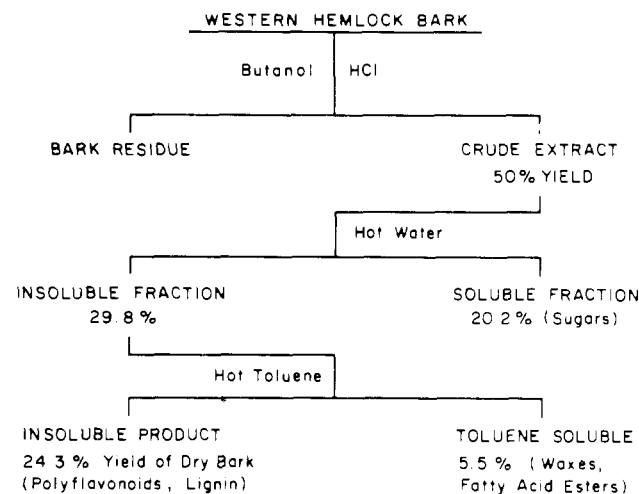 WESTERN HEMLOCK BARK
Butanol HCl
BARK RESIDUE
CRUDE EXTRACT
50% YIELD
Hot Water
INSOLUBLE FRACTION
29.8%
SOLUBLE FRACTION
20 2% (Sugars)
Hot Toluene
INSOLUBLE PRODUCT
24 3% Yield of Dry Bark
(Polyflavonoids, Lignin)
TOLUENE SOLUBLE
5.5% (Waxes,
Fatty Acid Esters)